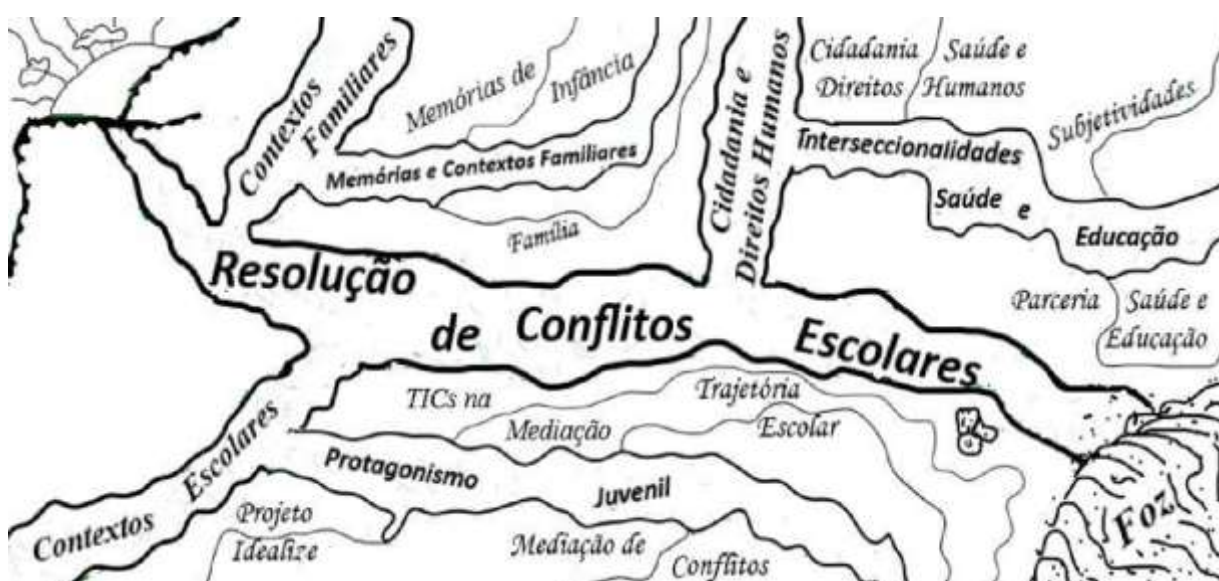 Contextos
Familiares
Memórias de
Infância
Memórias e Contextos Familiares
Família
Cidadania e
Direitos Humanos
Cidadania
Direitos
Saúde e
Humanos
Interseccionalidades
Subjetividades
Saúde e
Educação
Parceria
Saúde e
Educação
Resolução
de Conflitos
Escolares
TICs na
Mediação
Trajetória
Escolar
Contextos Escolares
Protagonismo
Juvenil
Projeto
Idealize
Mediação de
Conflitos
Foz